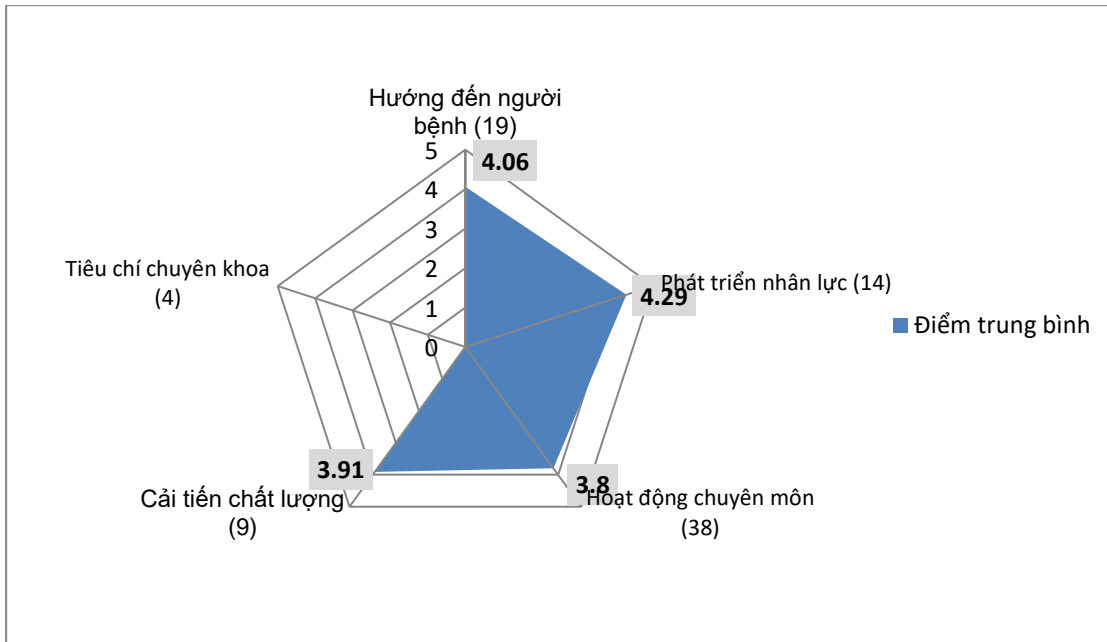 Hướng đến người
bệnh (19)
5
4.06
4
3
2
1
0
Tiêu chí chuyên khoa
(4)
Phát triển nhân lực (14)
4.29
Điểm trung bình
3.91
Cải tiến chất lượng
(9)
3.8
Hoạt động chuyên môn
(38)